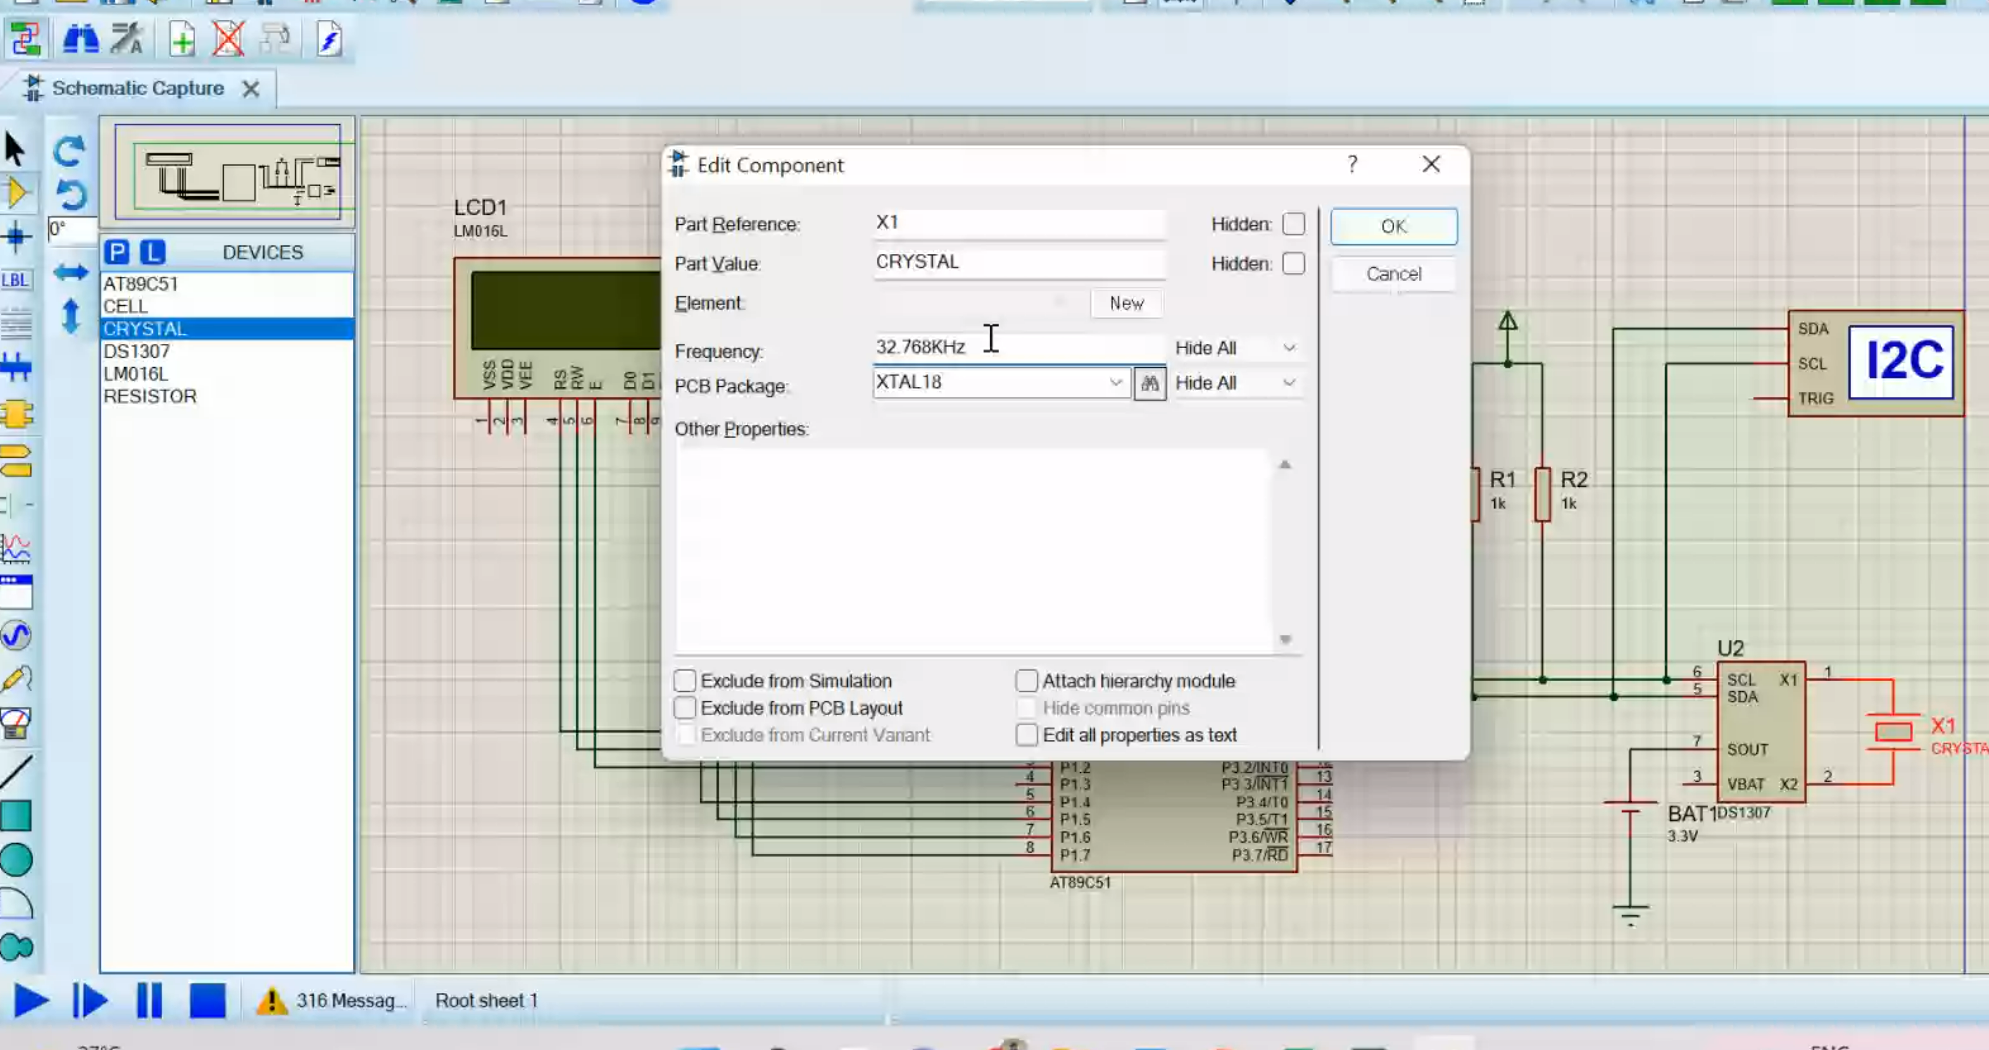 Schematic Capture
0°
LBL
P L DEVICES
AT89C51
CELL
CRYSTAL
DS1307
LM016L
RESISTOR
LCD1
LM016L
VSS
VDD
VEE
RS
RW
E
D0
D1
1
2
3
4
5
6
7
8
9
Edit Component
?
Part Reference: X1 Hidden:
Part Value: CRYSTAL Hidden:
Element: New
Frequency: 32.768KHz Hide All
PCB Package: XTAL18 Hide All
Other Properties:
OK
Cancel
Exclude from Simulation Attach hierarchy module
Exclude from PCB Layout Hide common pins
Exclude from Current Variant Edit all properties as text
P1.2 P3.2/INT0
4 P1.3 P3.3/INT1 13
5 P1.4 P3.4/T0 14
6 P1.5 P3.5/T1 15
7 P1.6 P3.6/WR 16
8 P1.7 P3.7/RD 17
AT89C51
R1
1k
R2
1k
SDA
SCL
TRIG
I2C
U2
6 SCL X1 1
5 SDA
7 SOUT
3 VBAT X2 2
DS1307
X1
CRYSTA
BAT1
3.3V
316 Messag... Root sheet 1